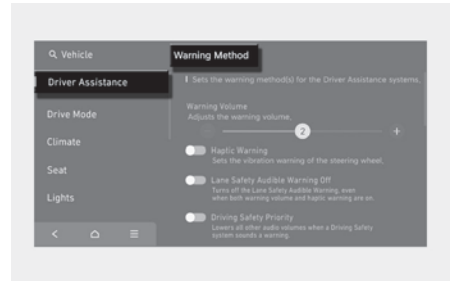 Vehicle
Warning Method
Driver Assistance
Sets the warning method(s) for the Driver Assistance systems.
Drive Mode
Warning Volume
Adjusts the warning volume.
2
+
Climate
Haptic Warning
Sets the vibration warning of the steering wheel.
Seat
Lane Safety Audible Warning Off
Turns off the Lane Safety Audible Warning, even
when both warning volume and haptic warning are on.
Lights
Driving Safety Priority
Lowers all other audio volumes when a Driving Safety
system sounds a warning.